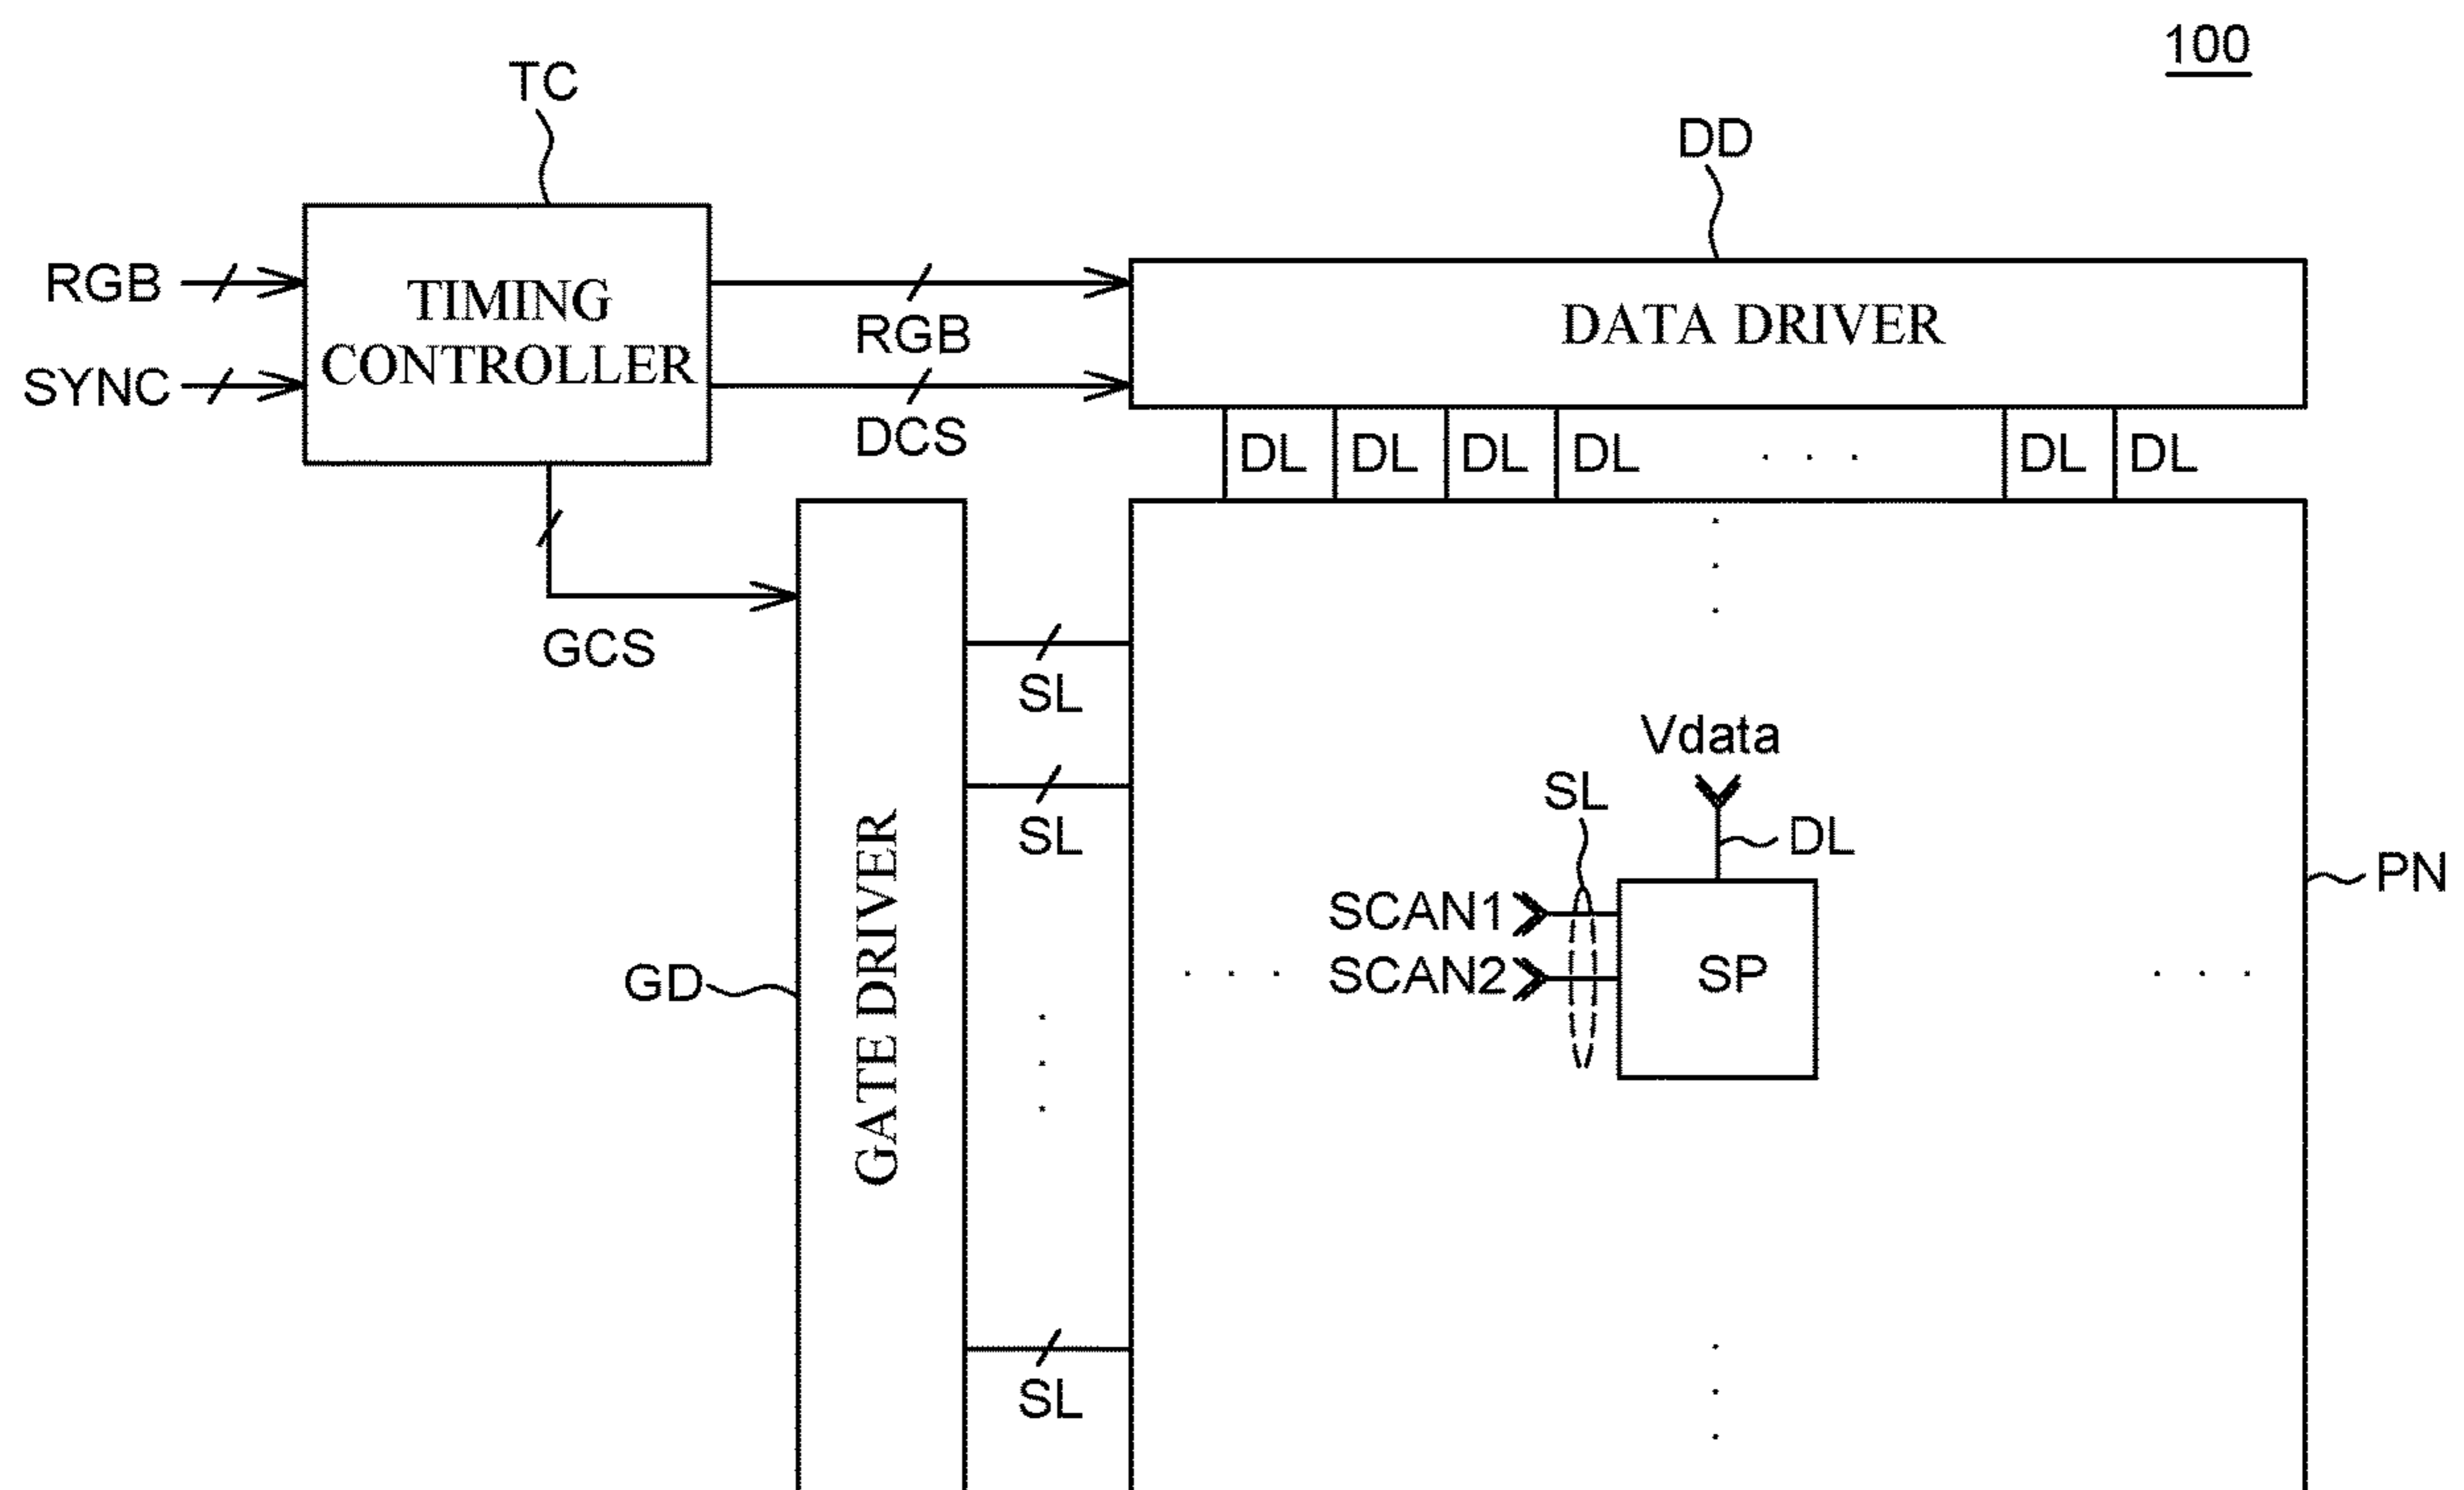 100
TC
DD
RGB
TIMING
CONTROLLER
RGB
DATA DRIVER
SYNC
DCS
DL DL DL DL . . . DL DL
GCS
SL
Vdata
SL
SL
DL
PN
SCAN1
GD
GATE DRIVER
. . .
SCAN2
SP
. . .
SL